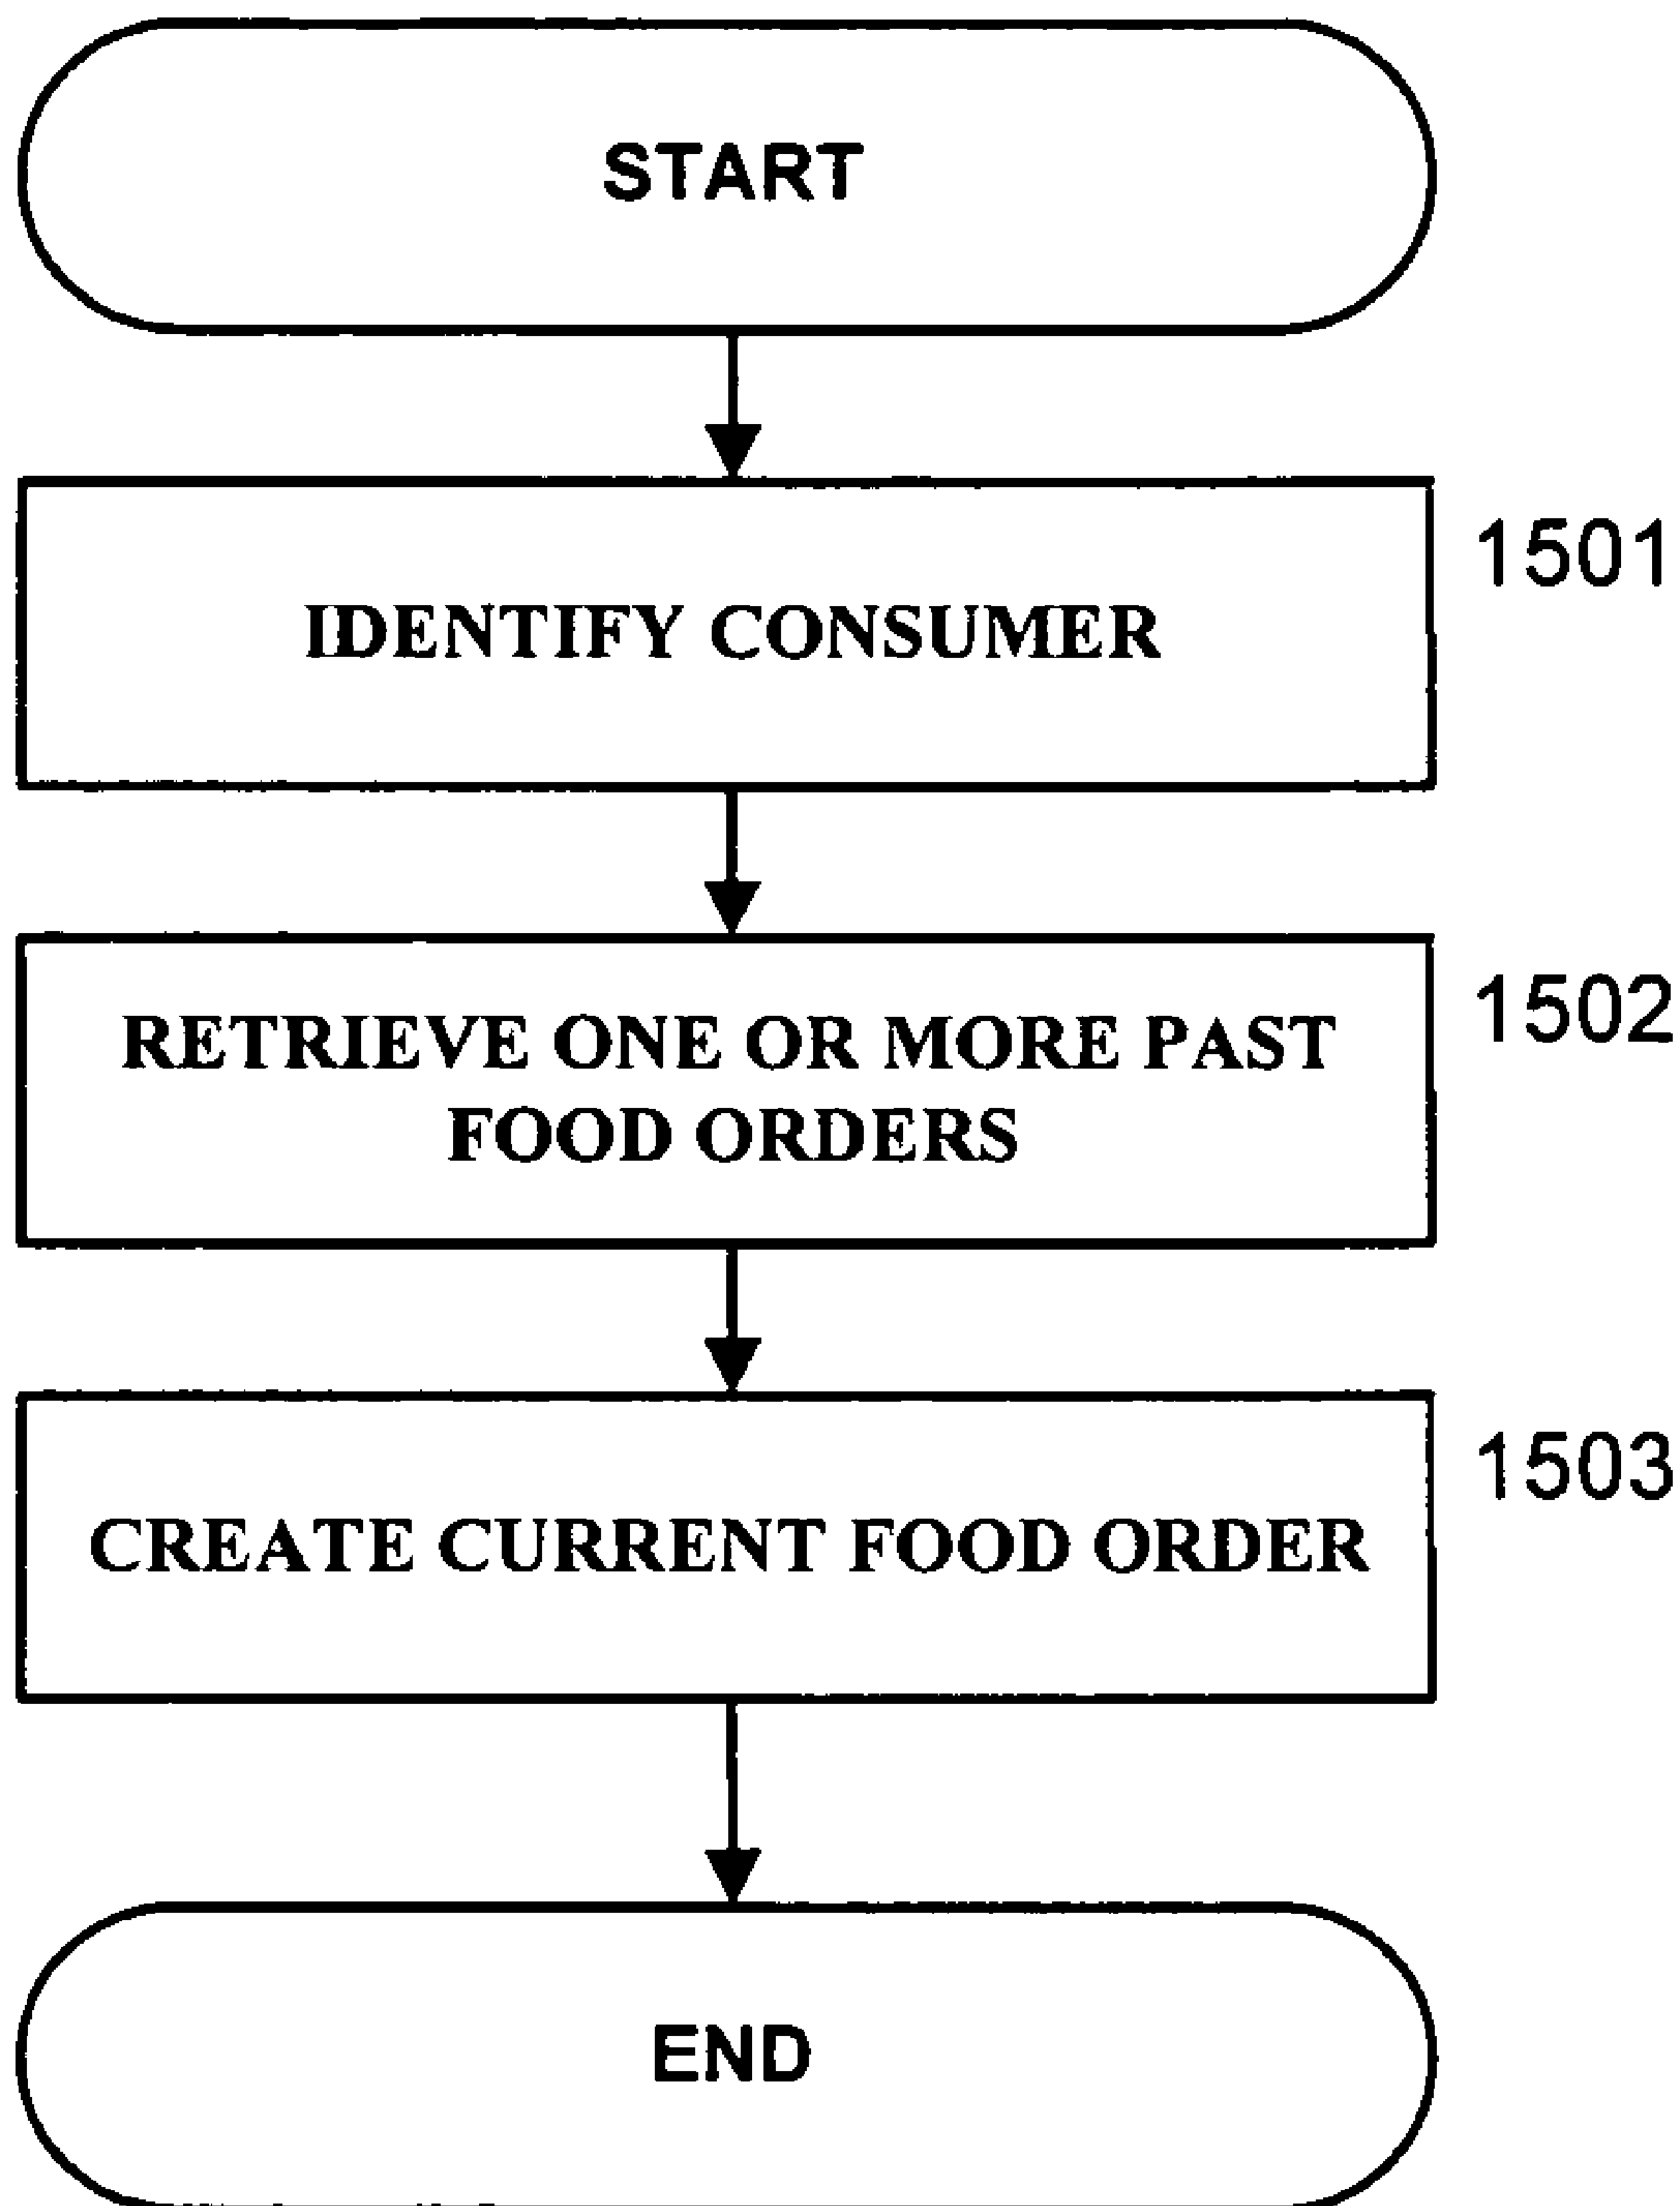 START
1501
IDENTIFY CONSUMER
1502
RETRIEVE ONE OR MORE PAST
FOOD ORDERS
1503
CREATE CURRENT FOOD ORDER
END